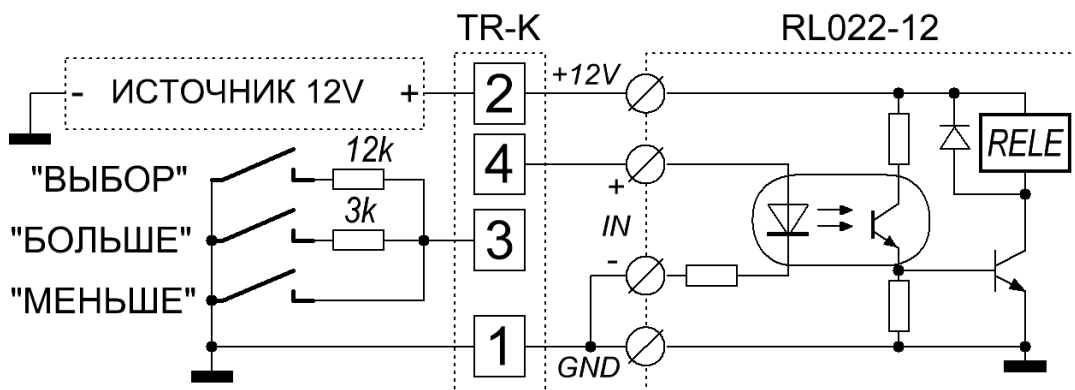 TR-K
RL022-12
- ИСТОЧНИК 12V +
2
+12V
12k
"ВЫБОР"
4
+
RELE
3k
"БОЛЬШЕ"
3
IN
-
"МЕНЬШЕ"
1
GND